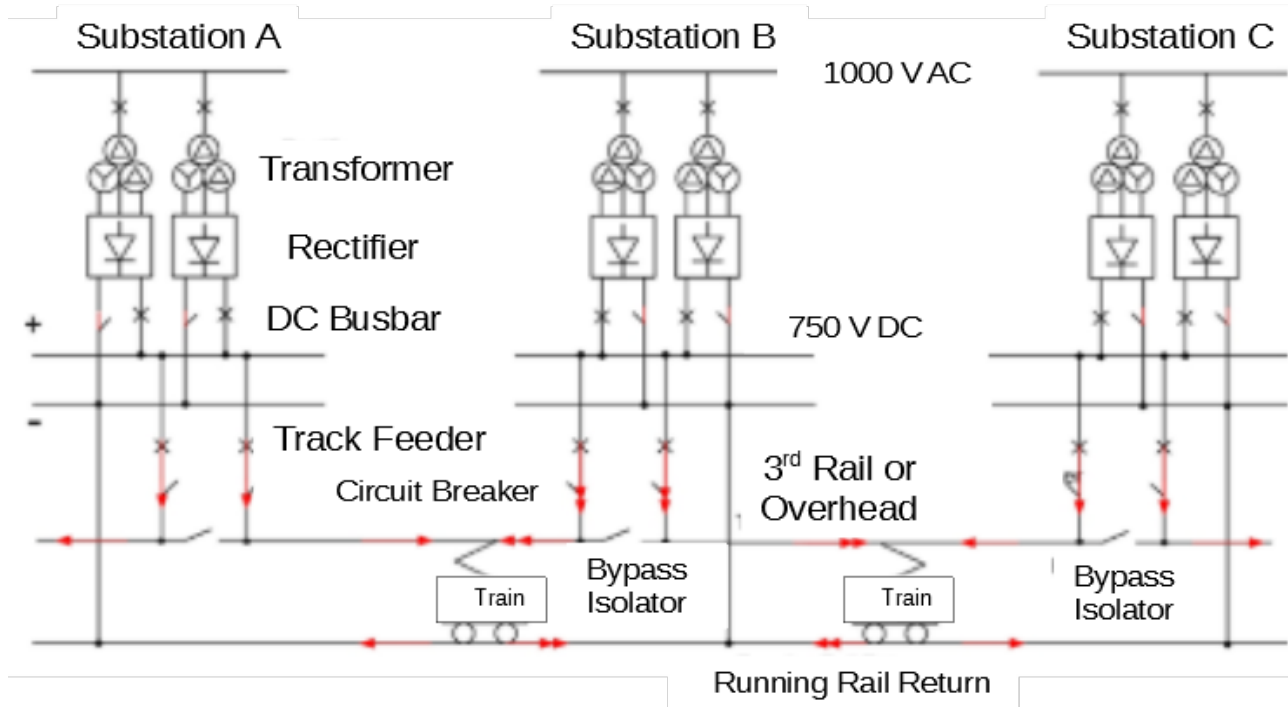 Substation A
Substation B
Substation C
1000 V AC
Transformer
Rectifier
DC Busbar
750 V DC
+
-
Track Feeder
Circuit Breaker
3rd Rail or
Overhead
Bypass
Isolator
Bypass
Isolator
Train
Train
Running Rail Return